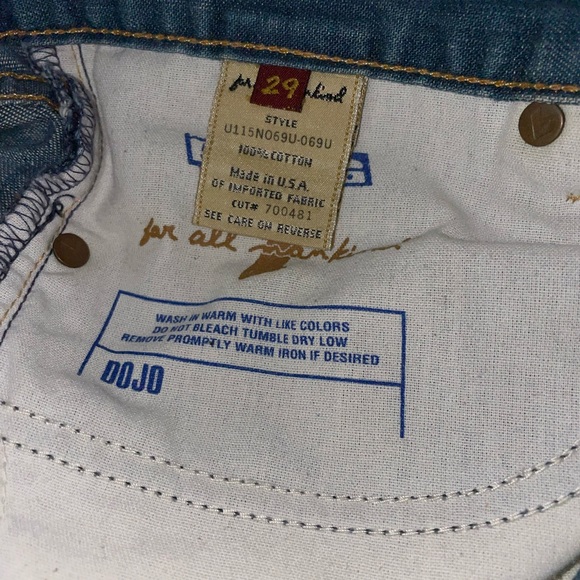 for 29 mankind
STYLE
U115N069U-069U
100% COTTON
Made in U.S.A.
OF IMPORTED FABRIC
CUT# 700481
SEE CARE ON REVERSE
for all mankind
WASH IN WARM WITH LIKE COLORS
DO NOT BLEACH TUMBLE DRY LOW
REMOVE PROMPTLY WARM IRON IF DESIRED
DOJO